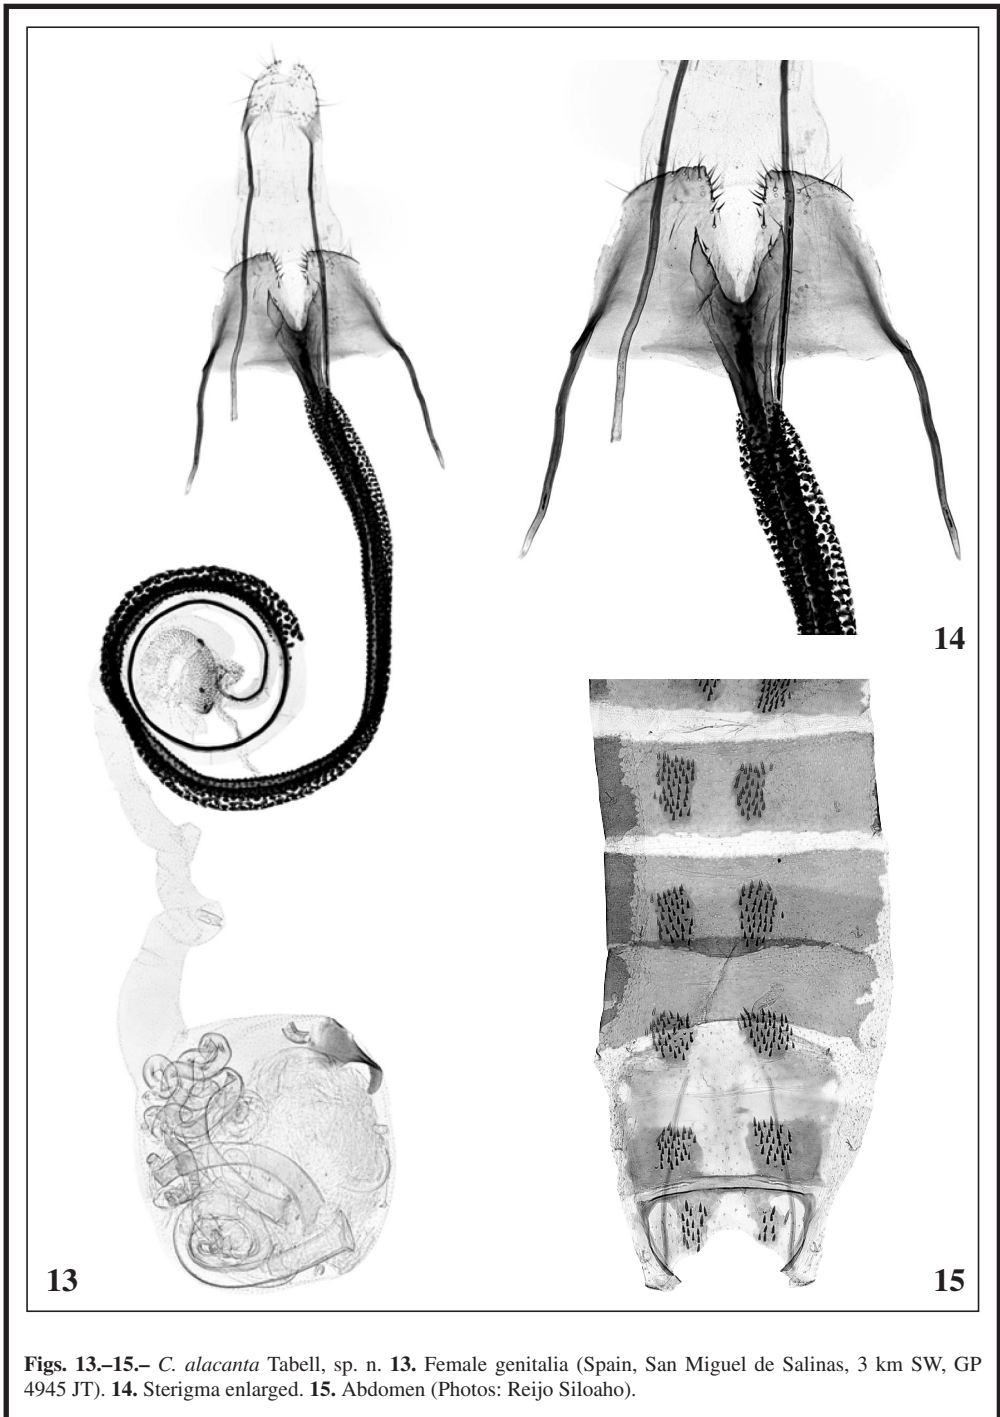 14
13
15
Figs. 13.–15.– C. alacanta Tabell, sp. n. 13. Female genitalia (Spain, San Miguel de Salinas, 3 km SW, GP
4945 JT). 14. Sterigma enlarged. 15. Abdomen (Photos: Reijo Siloaho).